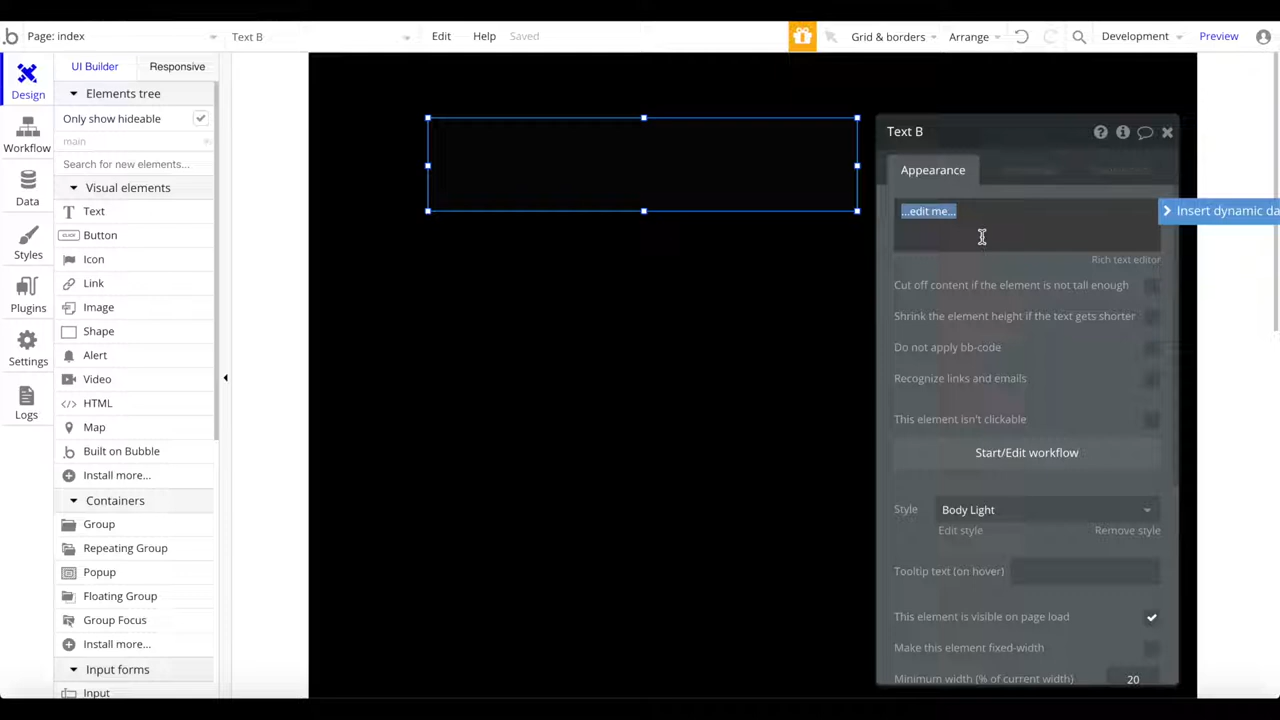 Page: index
Text B
Edit
Help
Saved
Grid & borders
Arrange
Development
Preview
Design
Workflow
Data
Styles
Plugins
Settings
Logs
UI Builder
Responsive
Elements tree
Only show hideable
main
Search for new elements...
Visual elements
Text
CLICK
Button
Icon
Link
Image
Shape
Alert
Video
</> HTML
Map
Built on Bubble
Install more...
Containers
Group
Repeating Group
Popup
Floating Group
Group Focus
Install more...
Input forms
Input
Text B
Appearance
...edit me...
Insert dynamic da
Rich text editor
Cut off content if the element is not tall enough
Shrink the element height if the text gets shorter
Do not apply bb-code
Recognize links and emails
This element isn't clickable
Start/Edit workflow
Style
Body Light
Edit style
Remove style
Tooltip text (on hover)
This element is visible on page load
Make this element fixed-width
Minimum width (% of current width)
20